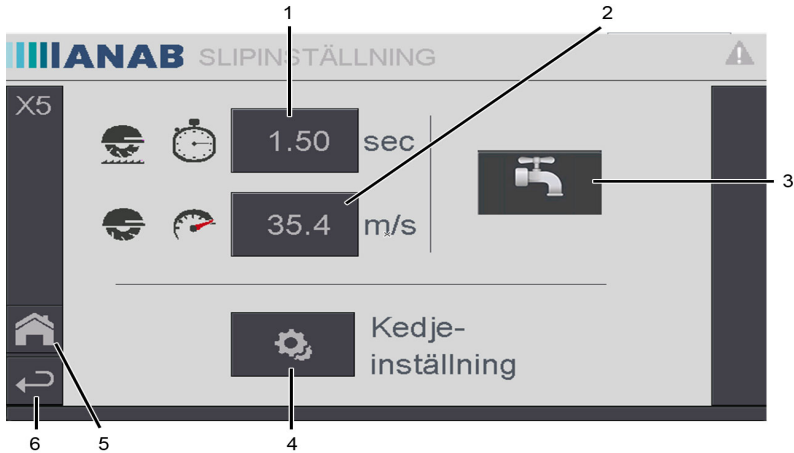 1
2
ANAB SLIPINSTÄLLNING
X5
1.50 sec
3
35.4 m/s
Kedje-
inställning
6
5
4